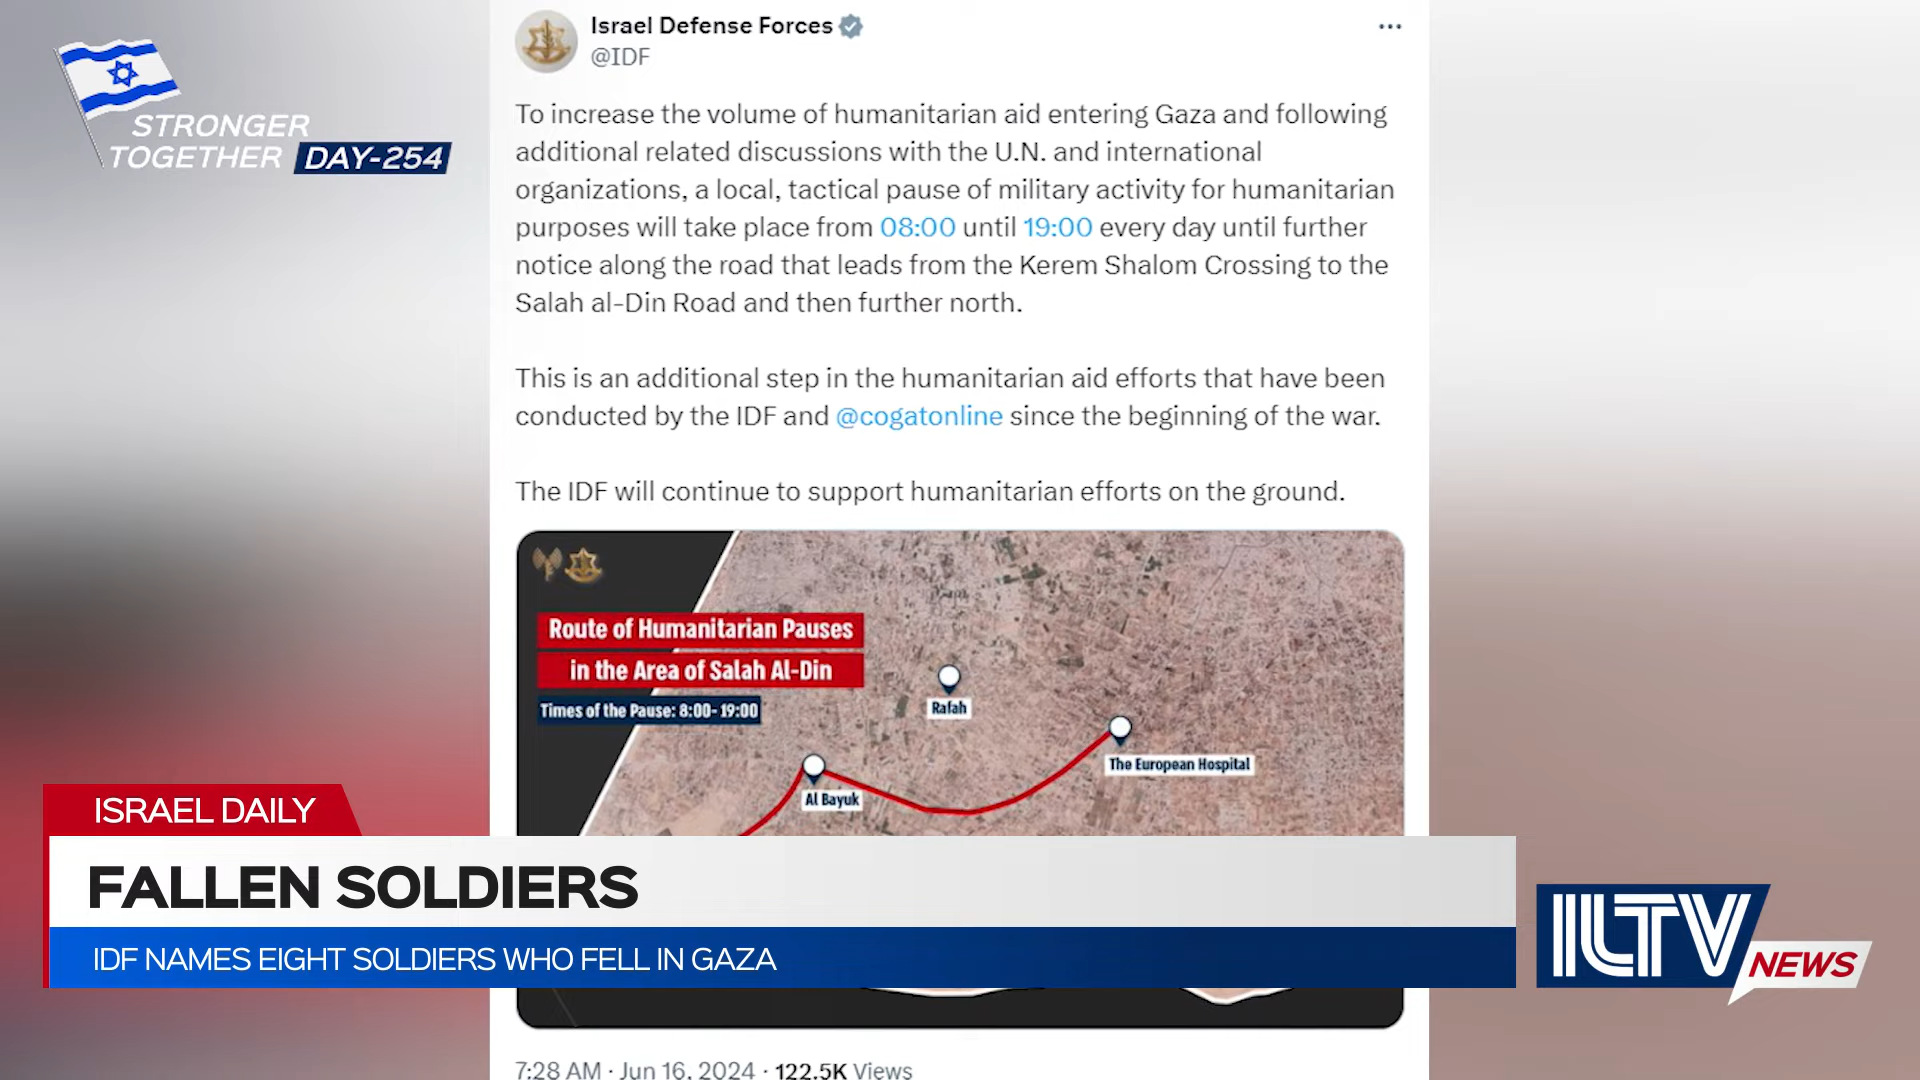 Israel Defense Forces
@IDF
STRONGER
TOGETHER DAY-254
To increase the volume of humanitarian aid entering Gaza and following
additional related discussions with the U.N. and international
organizations, a local, tactical pause of military activity for humanitarian
purposes will take place from 08:00 until 19:00 every day until further
notice along the road that leads from the Kerem Shalom Crossing to the
Salah al-Din Road and then further north.
This is an additional step in the humanitarian aid efforts that have been
conducted by the IDF and @cogatonline since the beginning of the war.
The IDF will continue to support humanitarian efforts on the ground.
Route of Humanitarian Pauses
in the Area of Salah Al-Din
Times of the Pause: 8:00-19:00
Rafah
The European Hospital
Al Bayuk
ISRAEL DAILY
FALLEN SOLDIERS
IDF NAMES EIGHT SOLDIERS WHO FELL IN GAZA
ILTV
NEWS
7:28 AM · Jun 16, 2024 · 122.5K Views